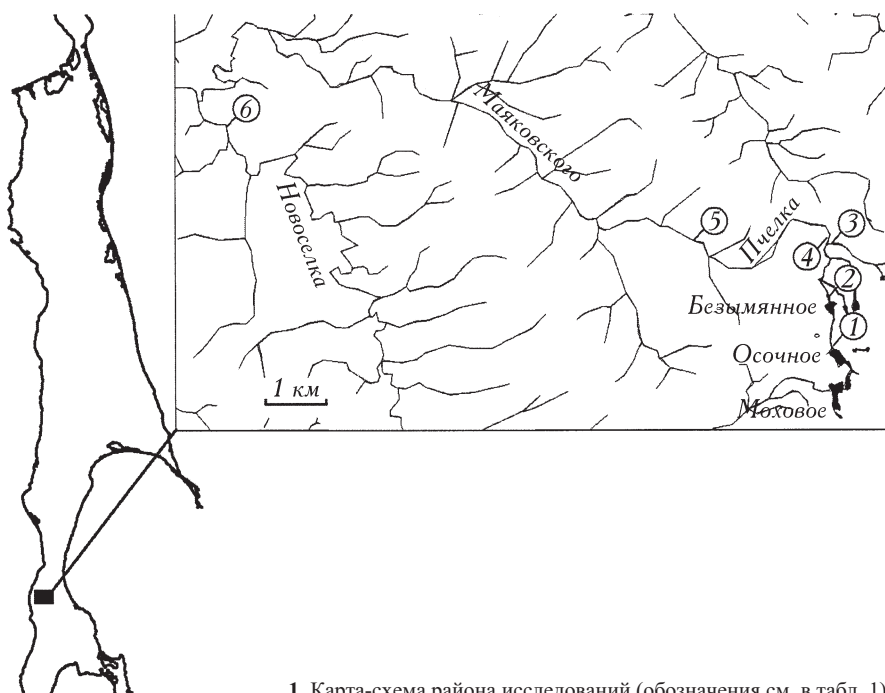 6
Маяковского
Новоселка
5
Пчелка
3
4
2
Безымянное
1
Осочное
1 км
Моховое
1. Карта-схема района исследований (обозначения см. в табл. 1)